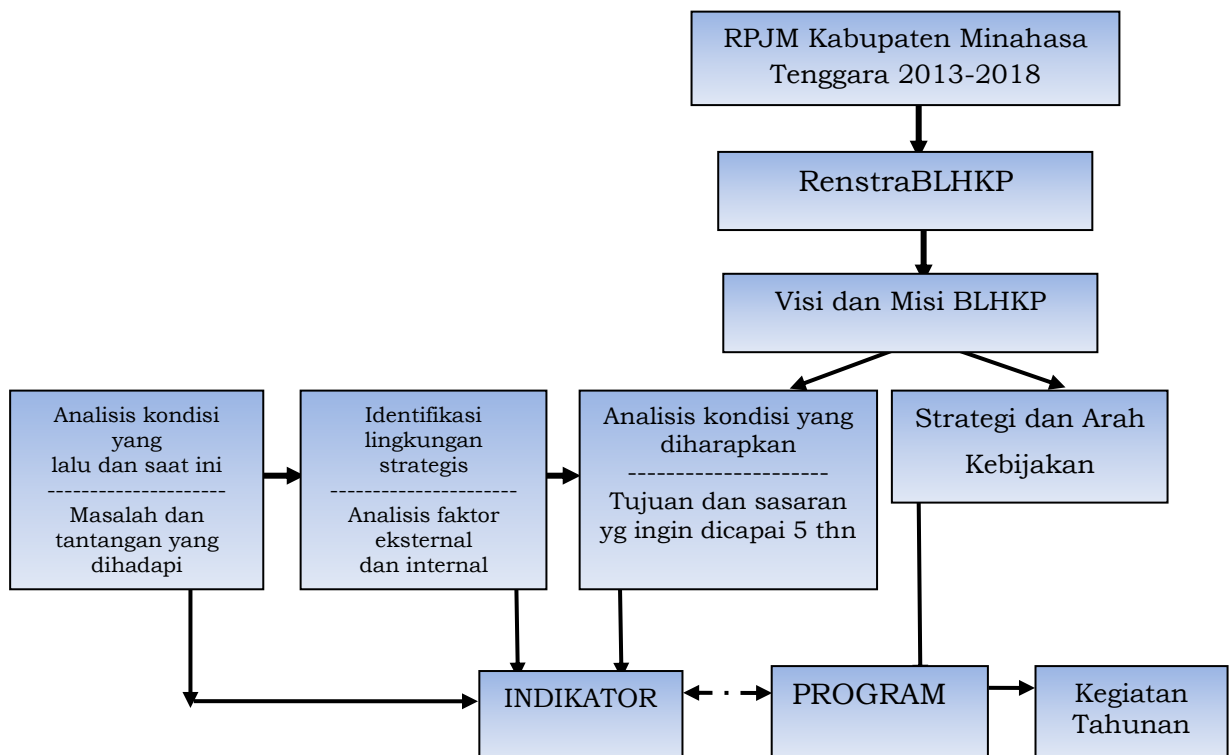 RPJM Kabupaten Minahasa
Tenggara 2013-2018
RenstraBLHKP
Visi dan Misi BLHKP
Analisis kondisi
yang
lalu dan saat ini
---------------------
Masalah dan
tantangan yang
dihadapi
Identifikasi
lingkungan
strategis
----------------------
Analisis faktor
eksternal
dan internal
Analisis kondisi yang
diharapkan
---------------------
Tujuan dan sasaran
yg ingin dicapai 5 thn
Strategi dan Arah
Kebijakan
INDIKATOR
PROGRAM
Kegiatan
Tahunan